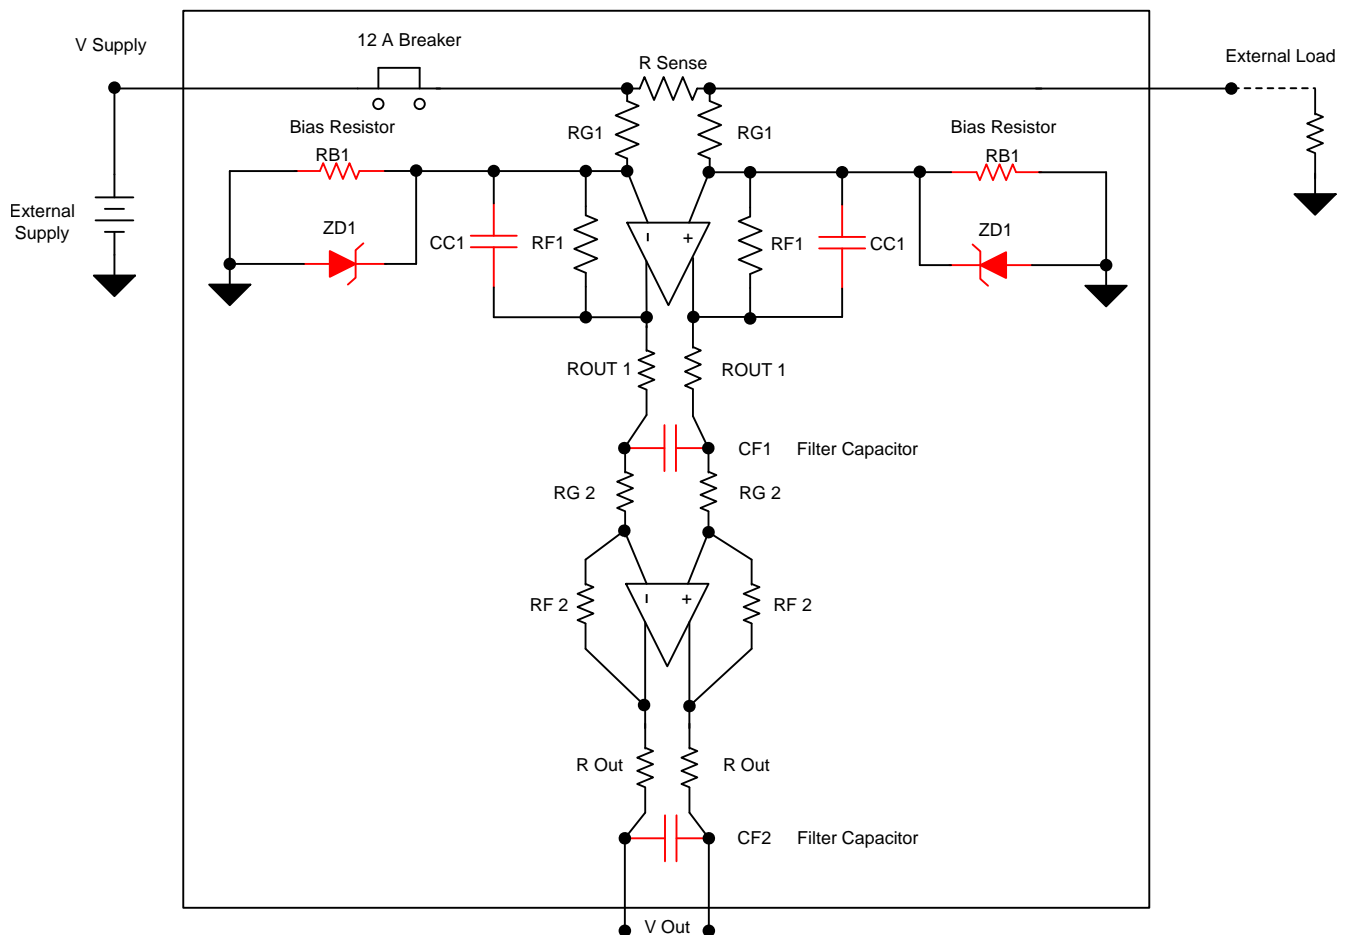 12 A Breaker
V Supply
R Sense
External Load
Bias Resistor
RG1
RG1
Bias Resistor
RB1
RB1
External
Supply
ZD1
CC1
RF1
- +
RF1
CC1
ZD1
ROUT 1
ROUT 1
CF1 Filter Capacitor
RG 2
RG 2
- +
RF 2
RF 2
R Out
R Out
CF2 Filter Capacitor
V Out